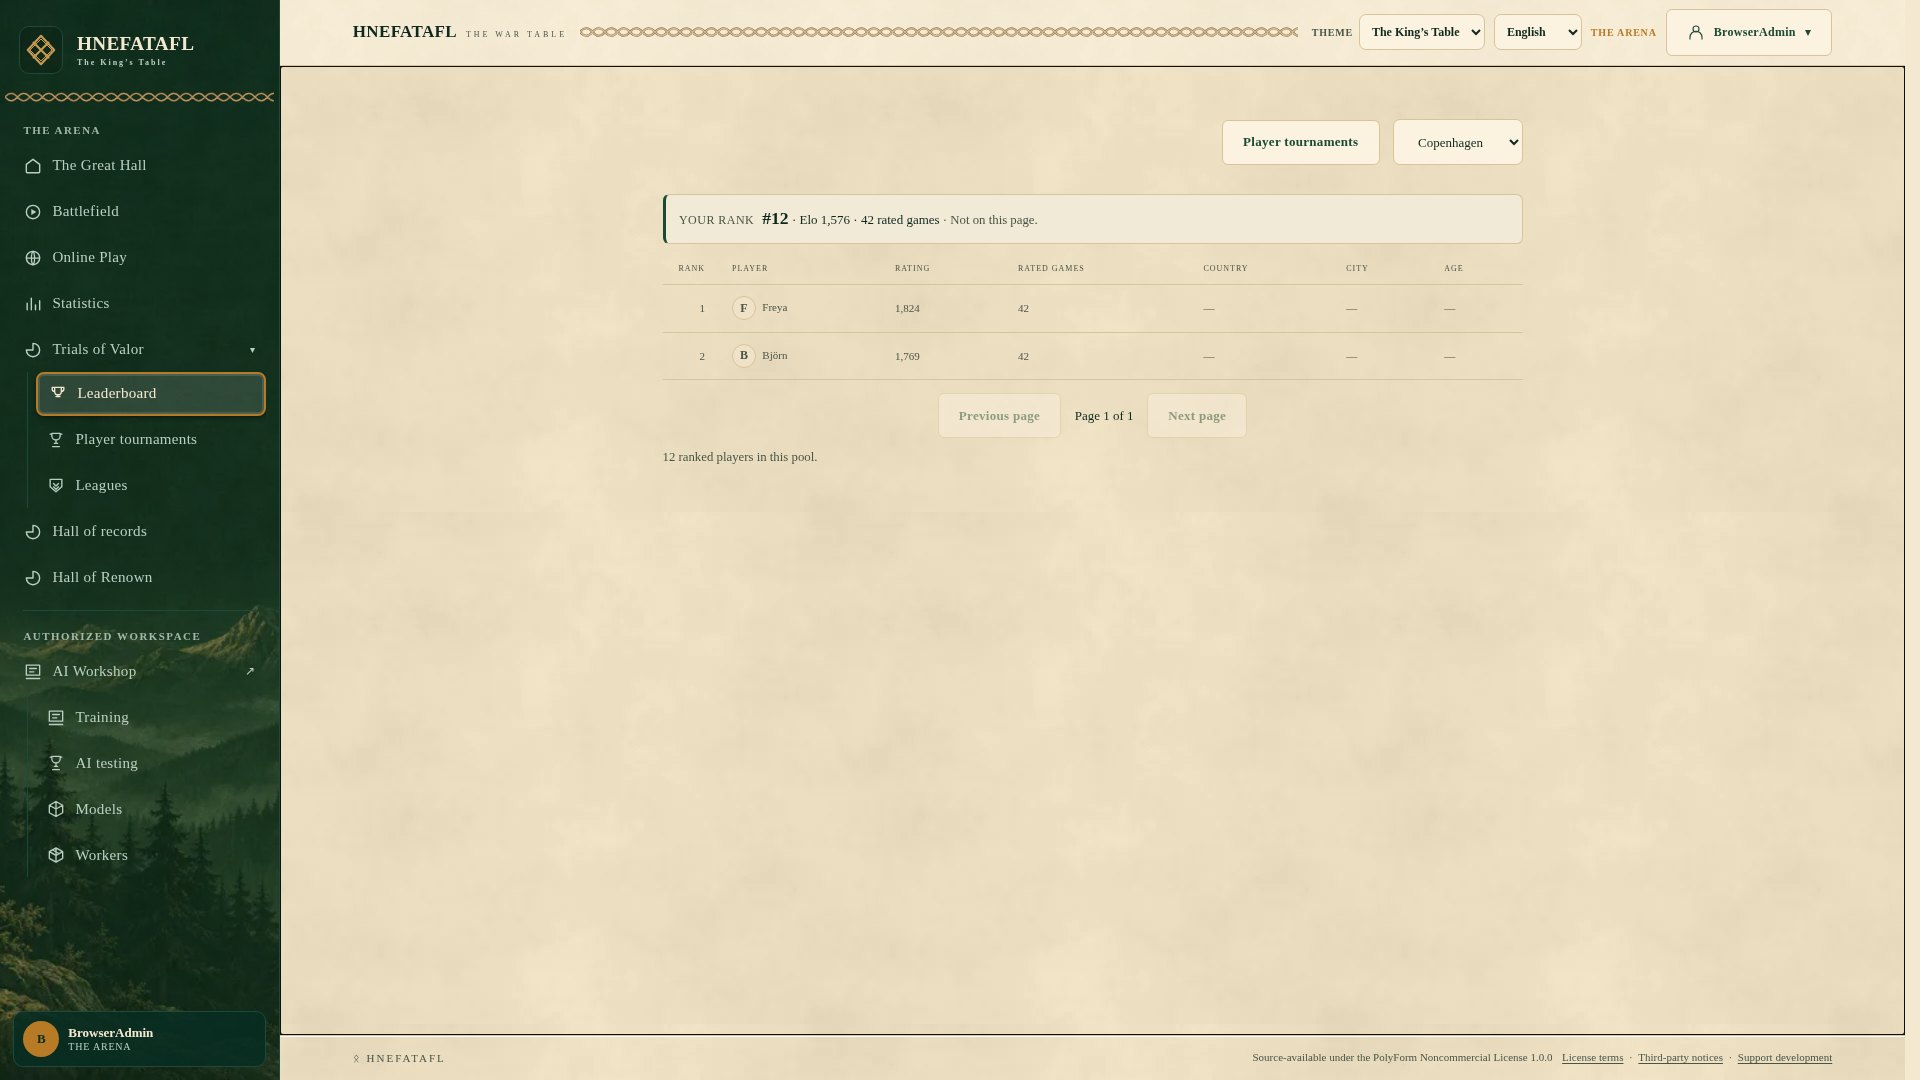 HNEFATAFL
The King's Table
THE ARENA
The Great Hall
Battlefield
Online Play
Statistics
Trials of Valor ▾
Leaderboard
Player tournaments
Leagues
Hall of records
Hall of Renown
AUTHORIZED WORKSPACE
AI Workshop ↗
Training
AI testing
Models
Workers
B BrowserAdmin
THE ARENA
HNEFATAFL THE WAR TABLE THEME The King’s Table English THE ARENA BrowserAdmin ▾
Player tournaments Copenhagen
YOUR RANK #12 · Elo 1,576 · 42 rated games · Not on this page.
RANK PLAYER RATING RATED GAMES COUNTRY CITY AGE
1 F Freya 1,824 42 — — —
2 B Björn 1,769 42 — — —
Previous page Page 1 of 1 Next page
12 ranked players in this pool.
ᛟ HNEFATAFL Source-available under the PolyForm Noncommercial License 1.0.0 License terms · Third-party notices · Support development